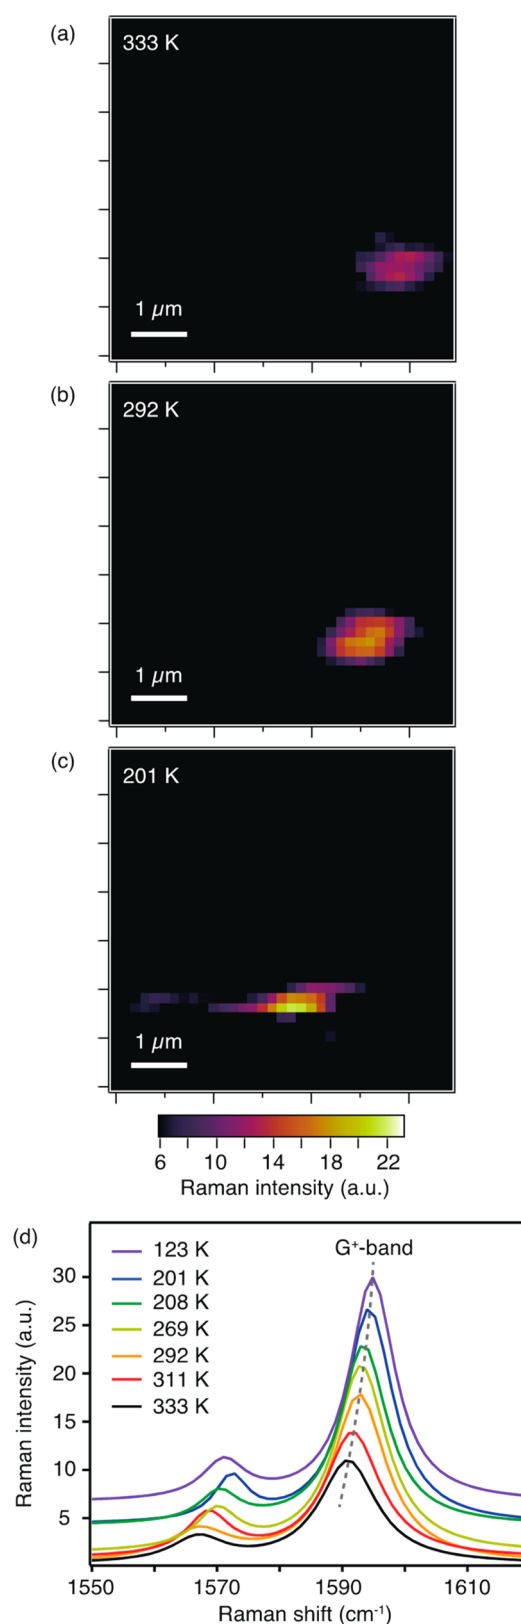 (a)
333 K
1 μm
(b)
292 K
1 μm
(c)
201 K
1 μm
6 10 14 18 22
Raman intensity (a.u.)
(d)
G⁺-band
123 K
201 K
208 K
269 K
292 K
311 K
333 K
30
25
20
15
10
5
Raman intensity (a.u.)
1550 1570 1590 1610
Raman shift (cm⁻¹)